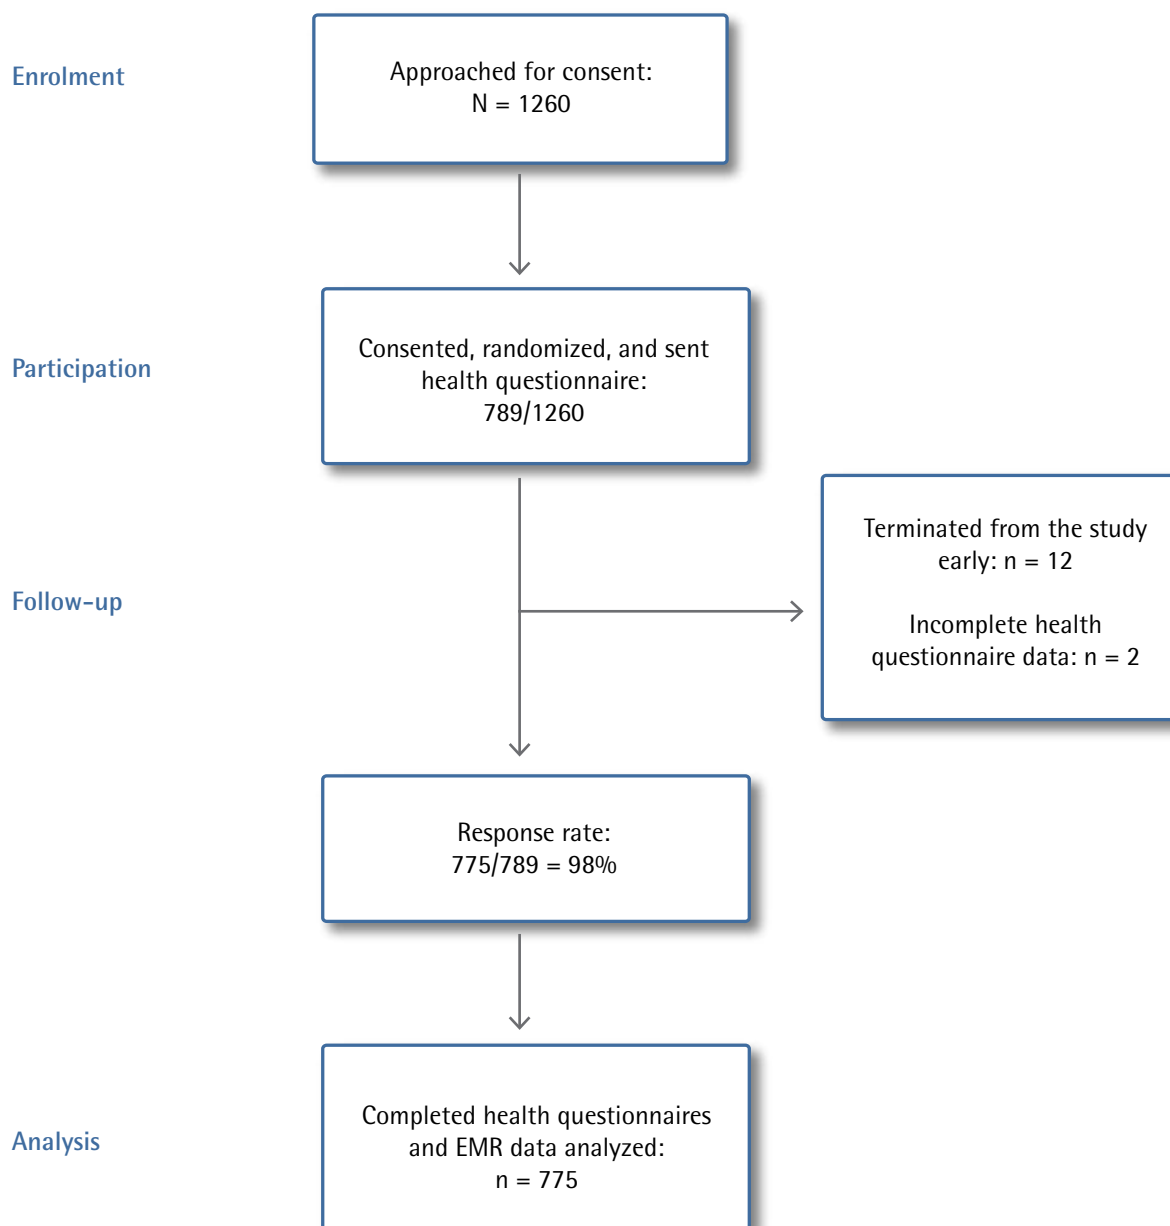 Enrolment
Approached for consent:
N = 1260
Participation
Consented, randomized, and sent
health questionnaire:
789/1260
Follow-up
Terminated from the study
early: n = 12
Incomplete health
questionnaire data: n = 2
Response rate:
775/789 = 98%
Analysis
Completed health questionnaires
and EMR data analyzed:
n = 775